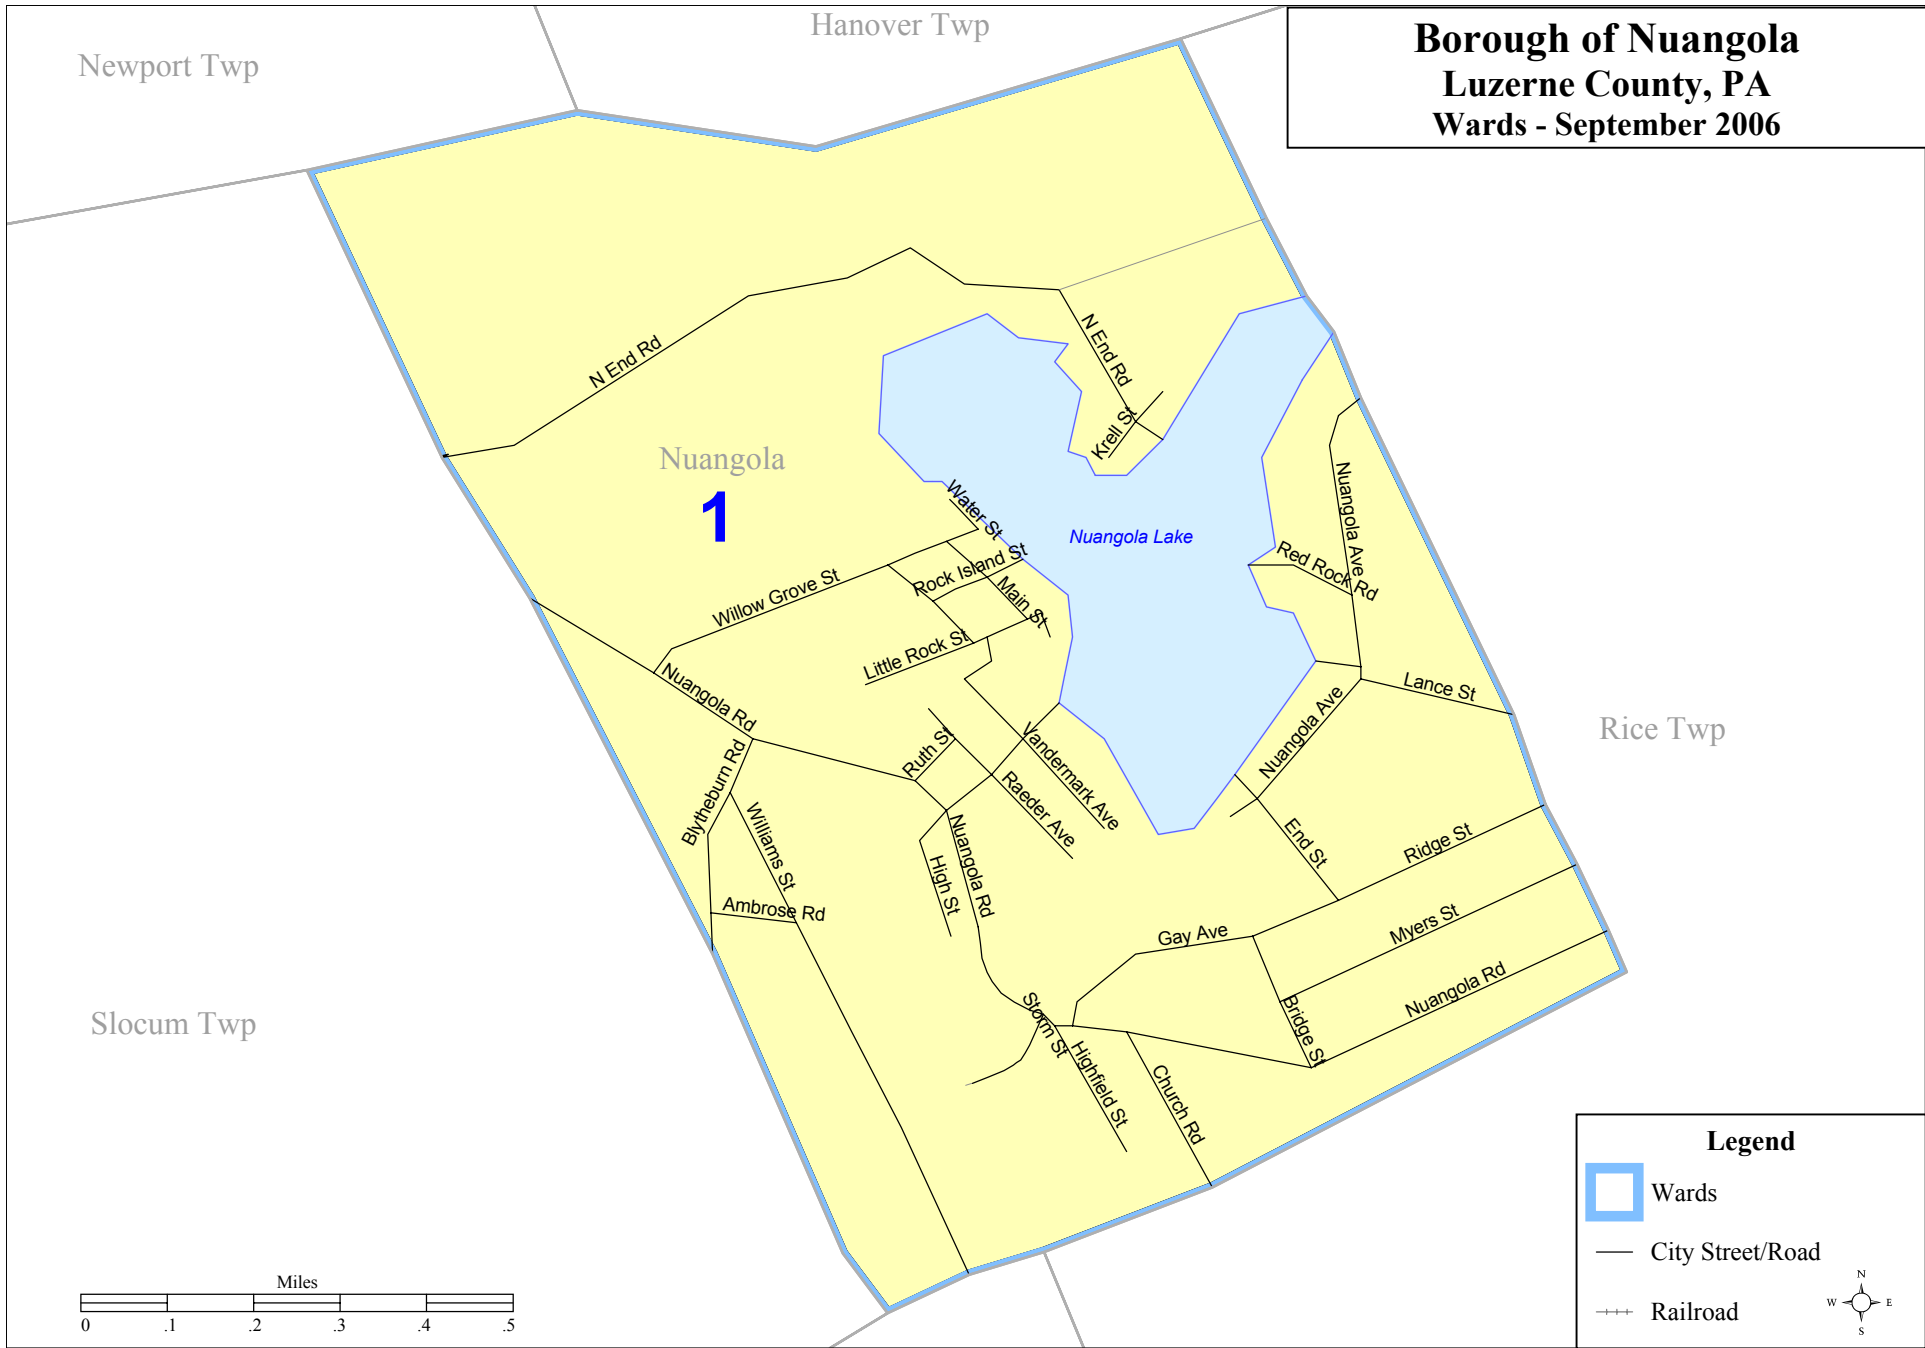 Hanover Twp
Newport Twp
Borough of Nuangola
Luzerne County, PA
Wards - September 2006
N End Rd
N End Rd
Krell St
Nuangola
1
Water St
Nuangola Lake
Nuangola Ave
Rock Island St
Red Rock Rd
Willow Grove St
Main St
Little Rock St
Nuangola Rd
Lance St
Nuangola Ave
Rice Twp
Ruth St
Vandermark Ave
Raeder Ave
Blytheburn Rd
Williams St
Nuangola Rd
High St
End St
Ridge St
Ambrose Rd
Gay Ave
Myers St
Nuangola Rd
Bridge St
Slocum Twp
Storm St
Highfield St
Church Rd
Legend
Wards
City Street/Road
Railroad
N
W E
S
Miles
0 .1 .2 .3 .4 .5